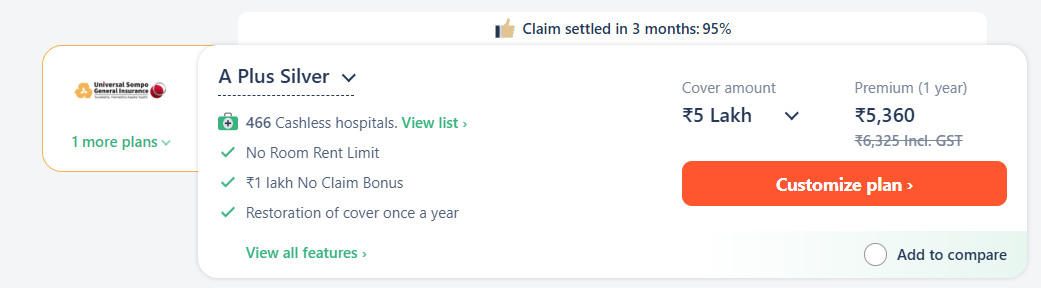 Claim settled in 3 months: 95%
Universal Sompo
General Insurance
1 more plans
A Plus Silver
466 Cashless hospitals. View list ›
No Room Rent Limit
₹1 lakh No Claim Bonus
Restoration of cover once a year
View all features ›
Cover amount
₹5 Lakh
Premium (1 year)
₹5,360
₹6,325 Incl. GST
Customize plan ›
Add to compare